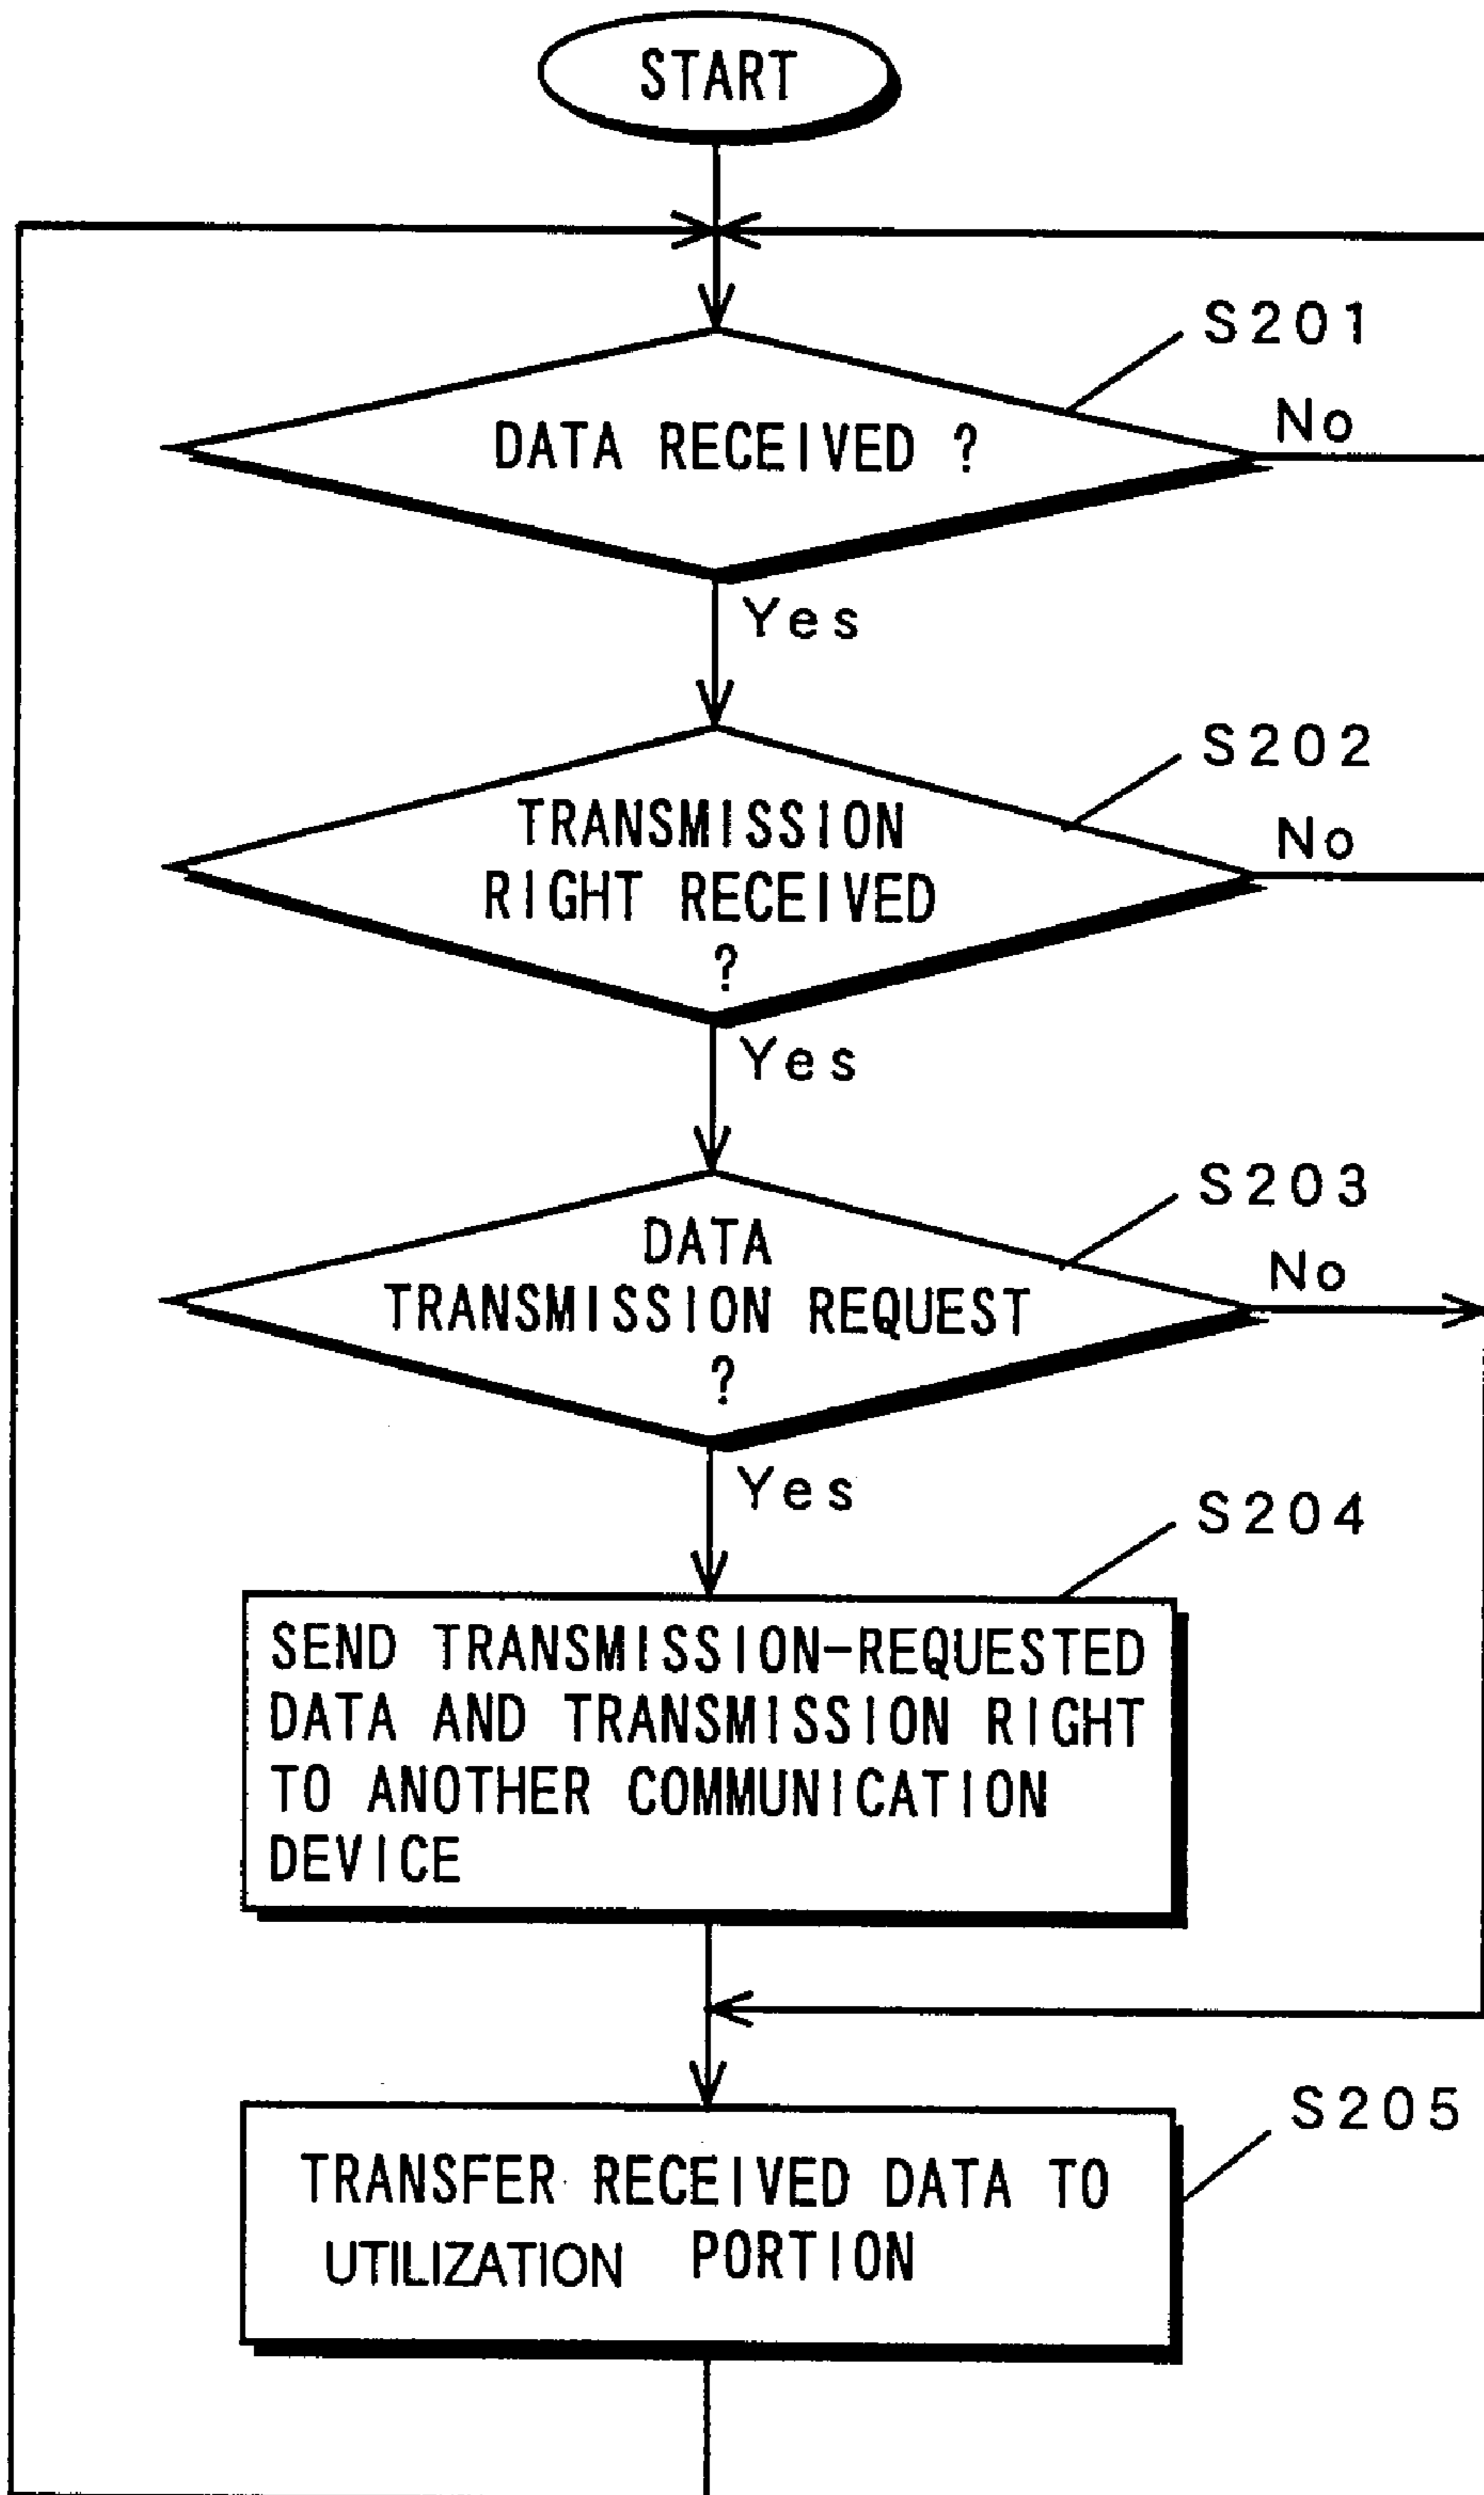 START
S201
DATA RECEIVED ?
No
Yes
S202
TRANSMISSION
RIGHT RECEIVED
?
No
Yes
S203
DATA
TRANSMISSION REQUEST
?
No
Yes
S204
SEND TRANSMISSION-REQUESTED
DATA AND TRANSMISSION RIGHT
TO ANOTHER COMMUNICATION
DEVICE
S205
TRANSFER RECEIVED DATA TO
UTILIZATION PORTION